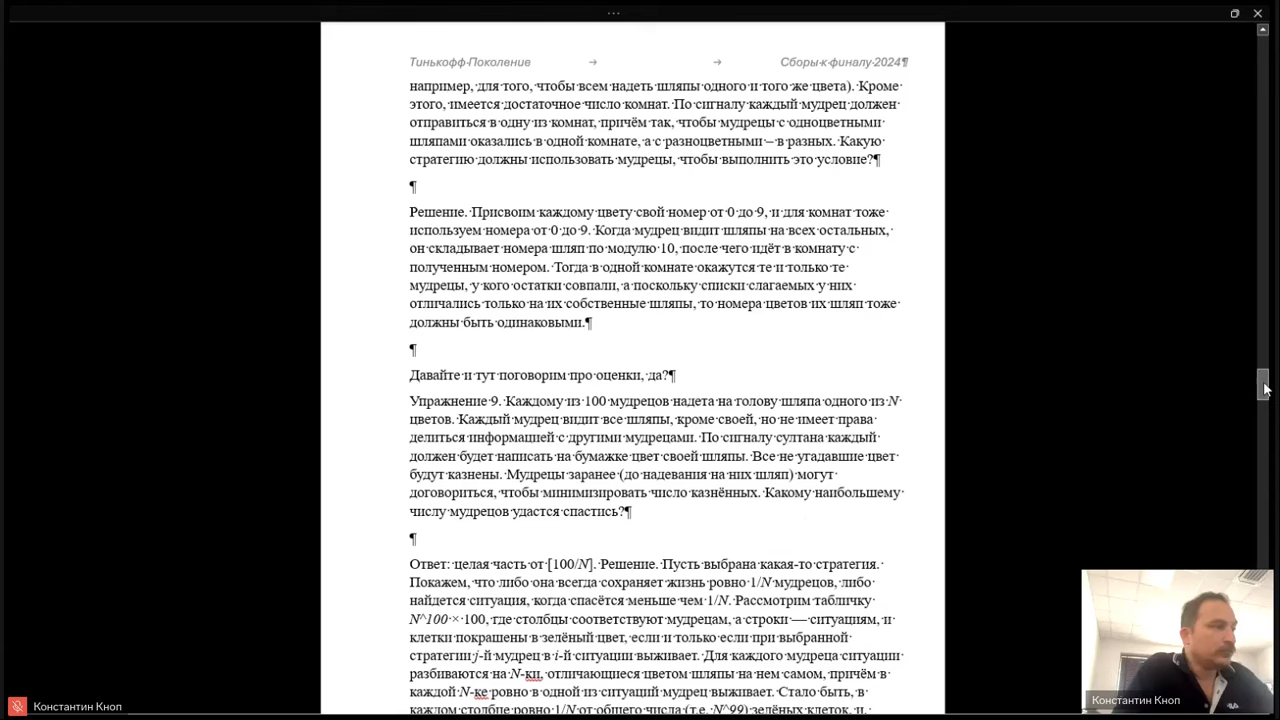 Тинькофф·Поколение → → Сборы·к·финалу·2024¶
например,·для·того,·чтобы·всем·надеть·шляпы·одного·и·того·же·цвета).·Кроме·
этого,·имеется·достаточное·число·комнат.·По·сигналу·каждый·мудрец·должен·
отправиться·в·одну·из·комнат,·причём·так,·чтобы·мудрецы·с·одноцветными·
шляпами·оказались·в·одной·комнате,·а·с·разноцветными·–·в·разных.·Какую·
стратегию·должны·использовать·мудрецы,·чтобы·выполнить·это·условие?¶
¶
Решение.·Присвоим·каждому·цвету·свой·номер·от·0·до·9,·и·для·комнат·тоже·
используем·номера·от·0·до·9.·Когда·мудрец·видит·шляпы·на·всех·остальных,·
он·складывает·номера·шляп·по·модулю·10,·после·чего·идёт·в·комнату·с·
полученным·номером.·Тогда·в·одной·комнате·окажутся·те·и·только·те·
мудрецы,·у·кого·остатки·совпали,·а·поскольку·списки·слагаемых·у·них·
отличались·только·на·их·собственные·шляпы,·то·номера·цветов·их·шляп·тоже·
должны·быть·одинаковыми.¶
¶
Давайте·и·тут·поговорим·про·оценки,·да?¶
Упражнение·9.·Каждому·из·100·мудрецов·надета·на·голову·шляпа·одного·из·N·
цветов.·Каждый·мудрец·видит·все·шляпы,·кроме·своей,·но·не·имеет·права·
делиться·информацией·с·другими·мудрецами.·По·сигналу·султана·каждый·
должен·будет·написать·на·бумажке·цвет·своей·шляпы.·Все·не·угадавшие·цвет·
будут·казнены.·Мудрецы·заранее·(до·надевания·на·них·шляп)·могут·
договориться,·чтобы·минимизировать·число·казнённых.·Какому·наибольшему·
числу·мудрецов·удастся·спастись?¶
¶
Ответ:·целая·часть·от·[100/N].·Решение.·Пусть·выбрана·какая-то·стратегия.·
Покажем,·что·либо·она·всегда·сохраняет·жизнь·ровно·1/N·мудрецов,·либо·
найдется·ситуация,·когда·спасётся·меньше·чем·1/N.·Рассмотрим·табличку·
N^100·×·100,·где·столбцы·соответствуют·мудрецам,·а·строки·—·ситуациям,·и·
клетки·покрашены·в·зелёный·цвет,·если·и·только·если·при·выбранной·
стратегии·j-й·мудрец·в·i-й·ситуации·выживает.·Для·каждого·мудреца·ситуации·
разбиваются·на·N-ки,·отличающиеся·цветом·шляпы·на·нем·самом,·причём·в·
каждой·N-ке·ровно·в·одной·из·ситуаций·мудрец·выживает.·Стало·быть,·в·
каждом·столбце·ровно·1/N·от·общего·числа·(т.е.·N^99)·зелёных·клеток,·и·
Константин Кноп
Константин Кноп